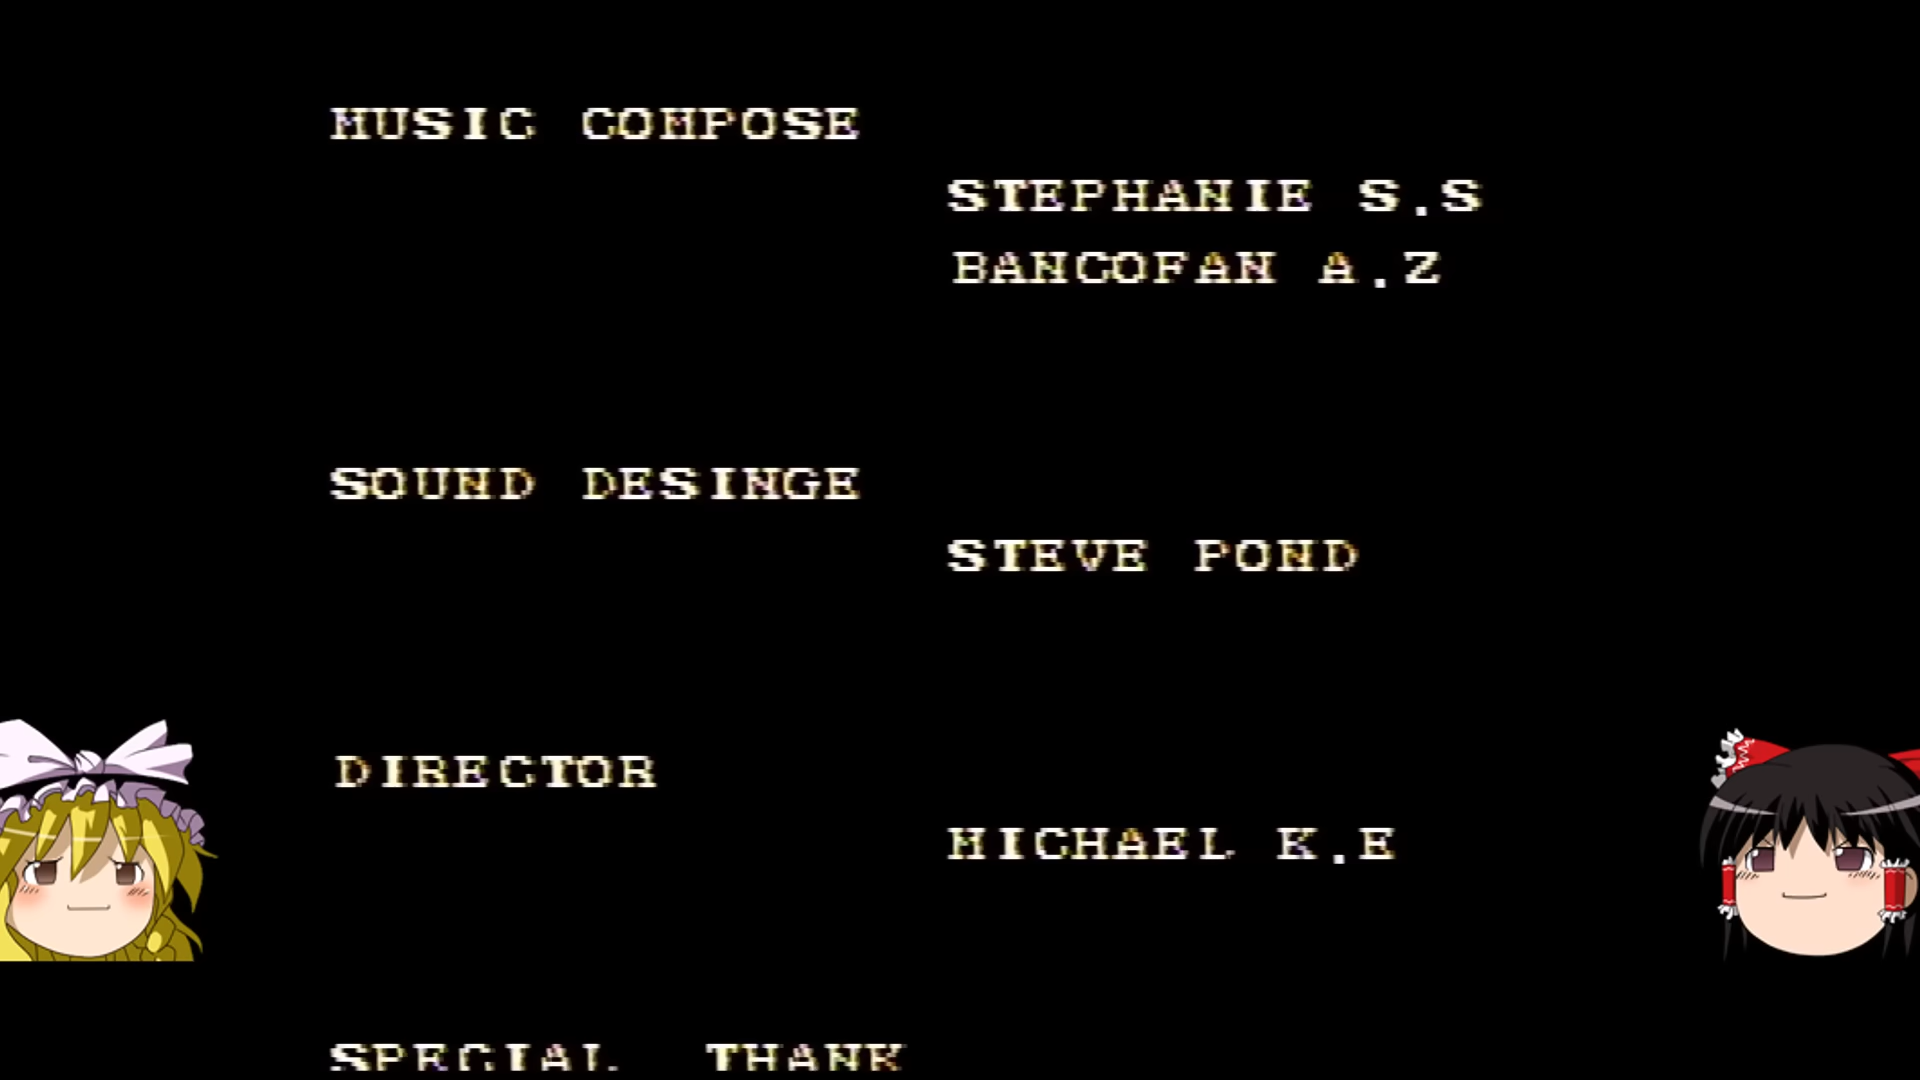 MUSIC COMPOSE
STEPHANIE S.S
BANCOFAN A.Z
SOUND DESINGE
STEVE POND
DIRECTOR
MICHAEL K.E
SPECIAL THANK